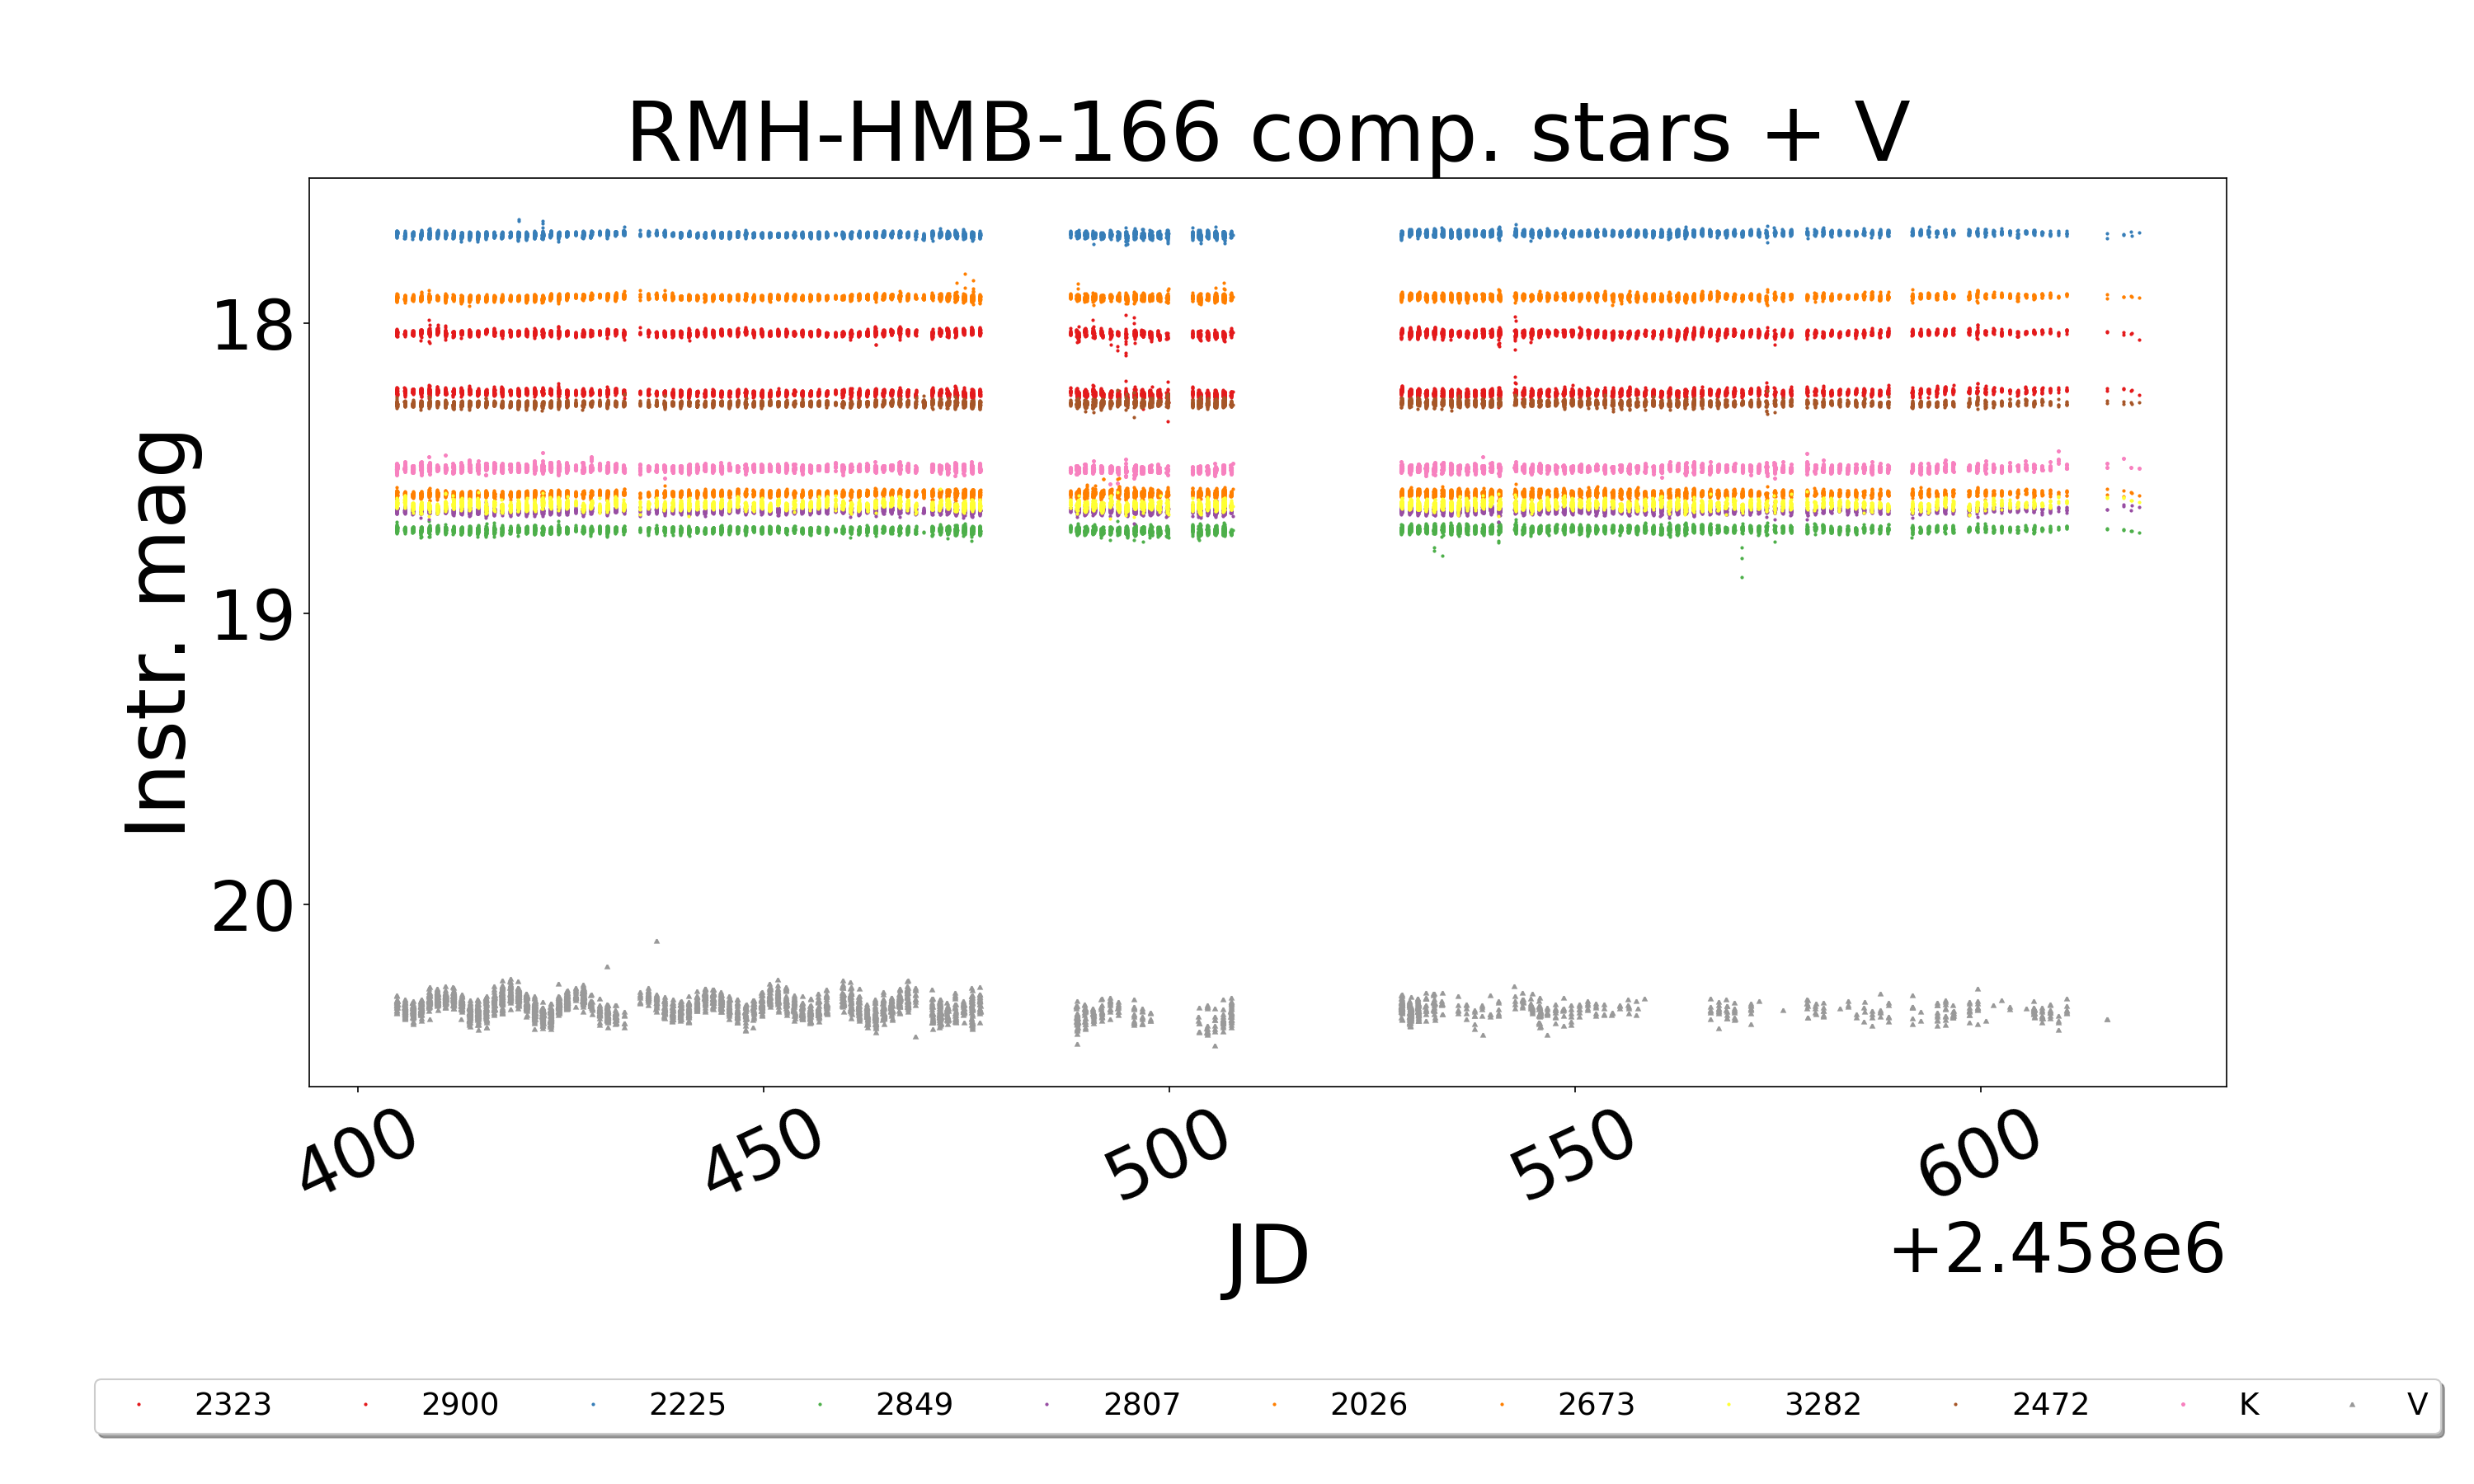 RMH-HMB-166 comp. stars + V
Instr. mag
18
19
20
400 450 500 550 600
JD
+2.458e6
2323 2900 2225 2849 2807 2026 2673 3282 2472 K V